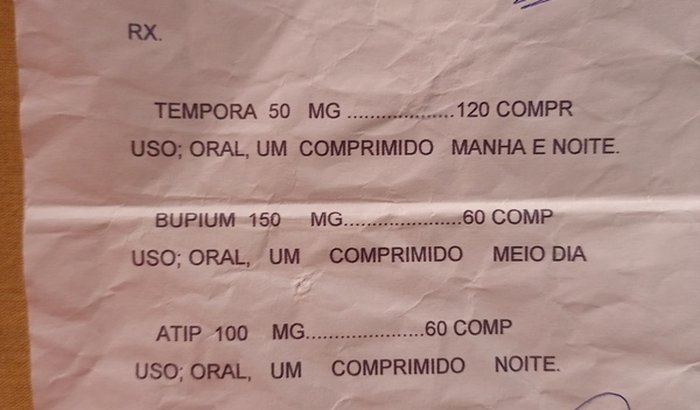 RX.
TEMPORA 50 MG ...................120 COMPR
USO; ORAL, UM COMPRIMIDO MANHA E NOITE.
BUPIUM 150 MG.....................60 COMP
USO; ORAL, UM COMPRIMIDO MEIO DIA
ATIP 100 MG.....................60 COMP
USO; ORAL, UM COMPRIMIDO NOITE.